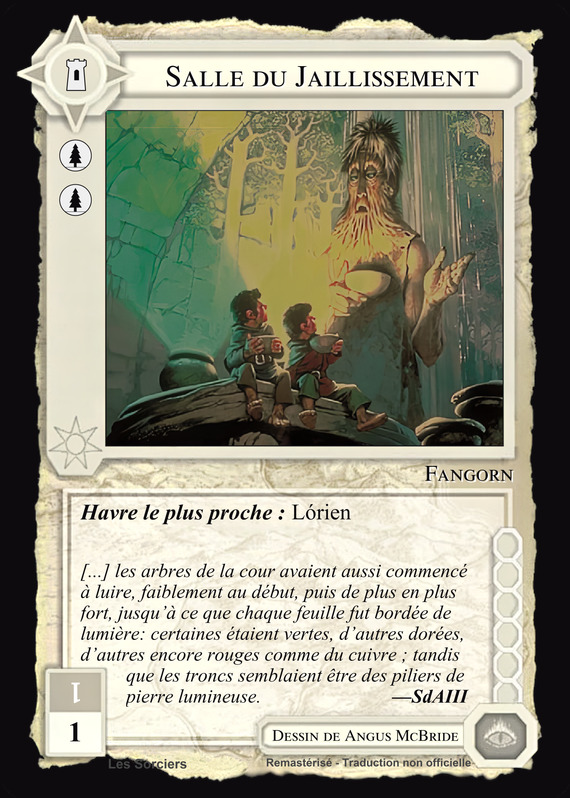 Salle du Jaillissement
Fangorn
Havre le plus proche : Lórien
[...] les arbres de la cour avaient aussi commencé
à luire, faiblement au début, puis de plus en plus
fort, jusqu’à ce que chaque feuille fut bordée de
lumière: certaines étaient vertes, d’autres dorées,
d’autres encore rouges comme du cuivre ; tandis
que les troncs semblaient être des piliers de
pierre lumineuse. —SdAIII
1
1
Dessin de Angus McBride
Les Sorciers Remastérisé - Traduction non officielle